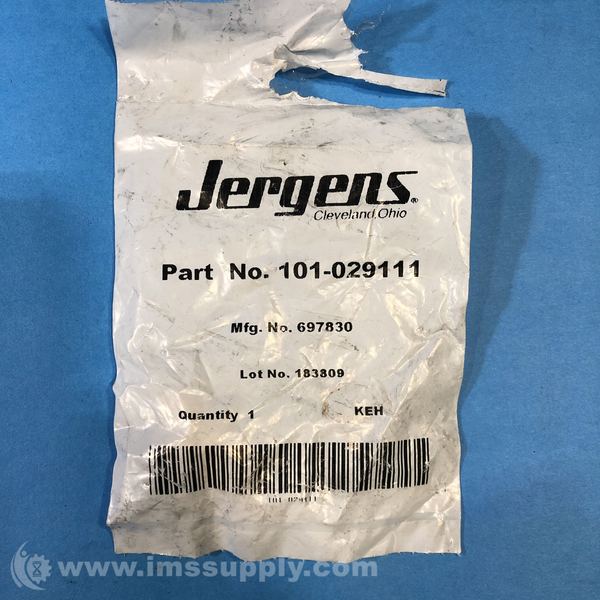 Jergens®
Cleveland, Ohio
Part No. 101-029111
Mfg. No. 697830
Lot No. 183809
Quantity 1 KEH
101-029111
www.imssupply.com